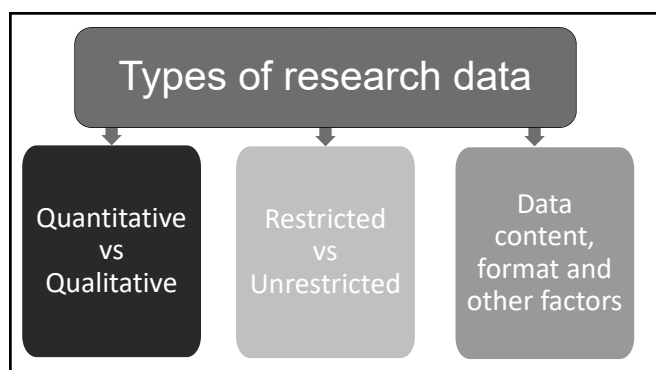 Types of research data
Quantitative
vs
Qualitative
Restricted
vs
Unrestricted
Data
content,
format and
other factors